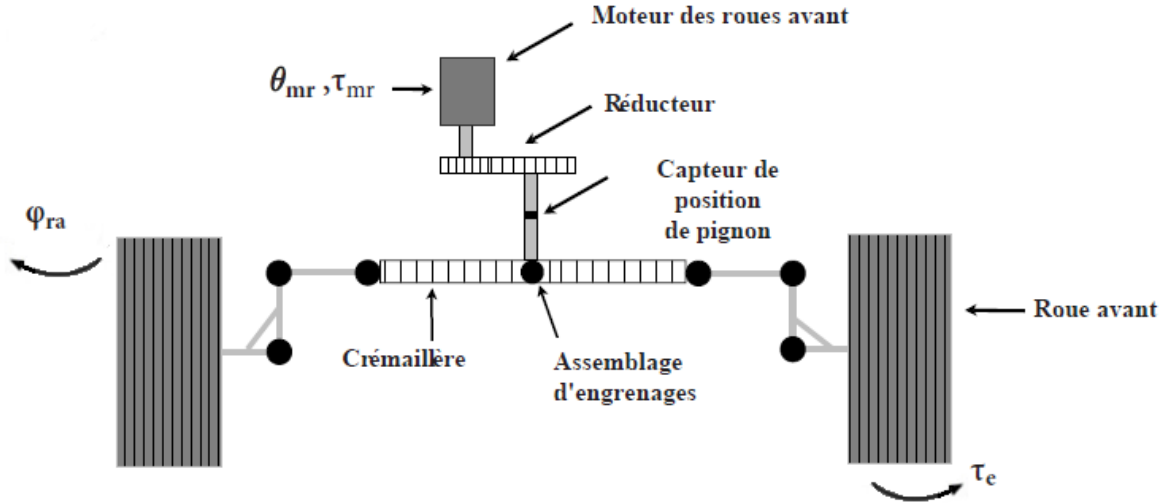 Moteur des roues avant
θmr ,τmr
Réducteur
Capteur de
position
de pignon
φra
Roue avant
Crémaillère
Assemblage
d'engrenages
τe